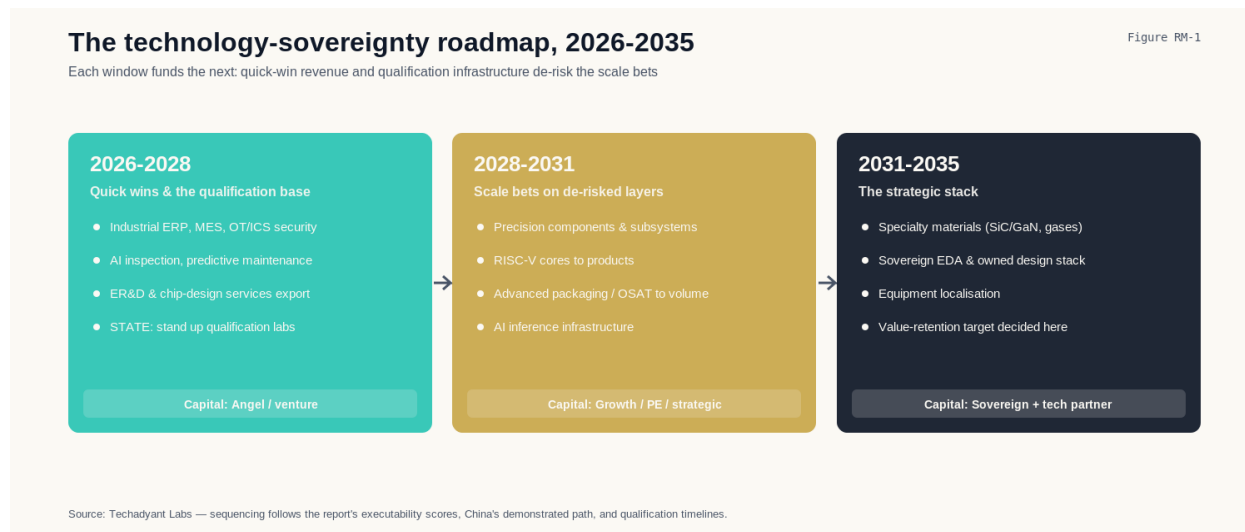 The technology-sovereignty roadmap, 2026-2035
Figure RM-1
Each window funds the next: quick-win revenue and qualification infrastructure de-risk the scale bets
2026-2028
Quick wins & the qualification base
Industrial ERP, MES, OT/ICS security
AI inspection, predictive maintenance
ER&D & chip-design services export
STATE: stand up qualification labs
Capital: Angel / venture
2028-2031
Scale bets on de-risked layers
Precision components & subsystems
RISC-V cores to products
Advanced packaging / OSAT to volume
AI inference infrastructure
Capital: Growth / PE / strategic
2031-2035
The strategic stack
Specialty materials (SiC/GaN, gases)
Sovereign EDA & owned design stack
Equipment localisation
Value-retention target decided here
Capital: Sovereign + tech partner
Source: Techadyant Labs — sequencing follows the report's executability scores, China's demonstrated path, and qualification timelines.